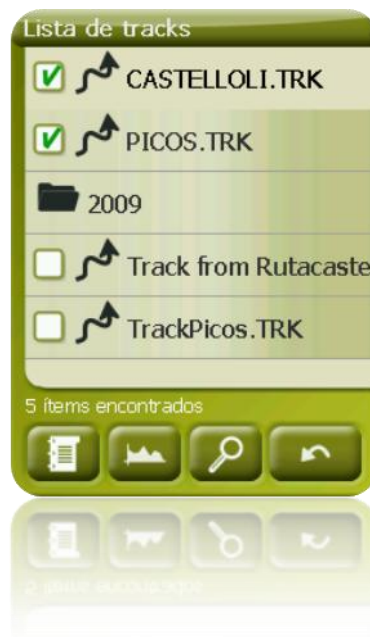 Lista de tracks
CASTELLOLI.TRK
PICOS.TRK
2009
Track from Rutacaste
TrackPicos.TRK
5 ítems encontrados